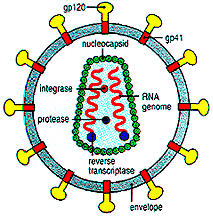 gp120
gp41
nucleocapsid
integrase
RNA
genome
protease
reverse
transcriptase
envelope